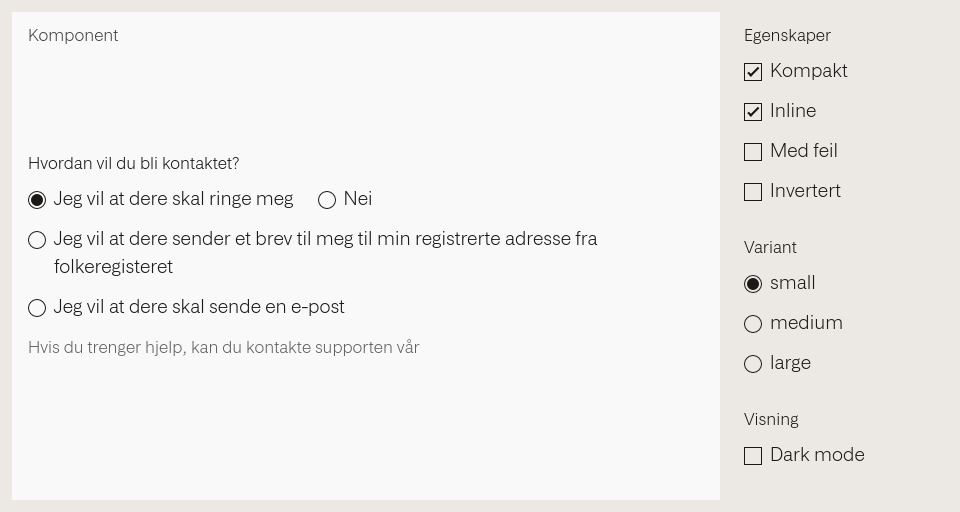 Komponent
Hvordan vil du bli kontaktet?
Jeg vil at dere skal ringe meg
Nei
Jeg vil at dere sender et brev til meg til min registrerte adresse fra
folkeregisteret
Jeg vil at dere skal sende en e-post
Hvis du trenger hjelp, kan du kontakte supporten vår
Egenskaper
Kompakt
Inline
Med feil
Invertert
Variant
small
medium
large
Visning
Dark mode